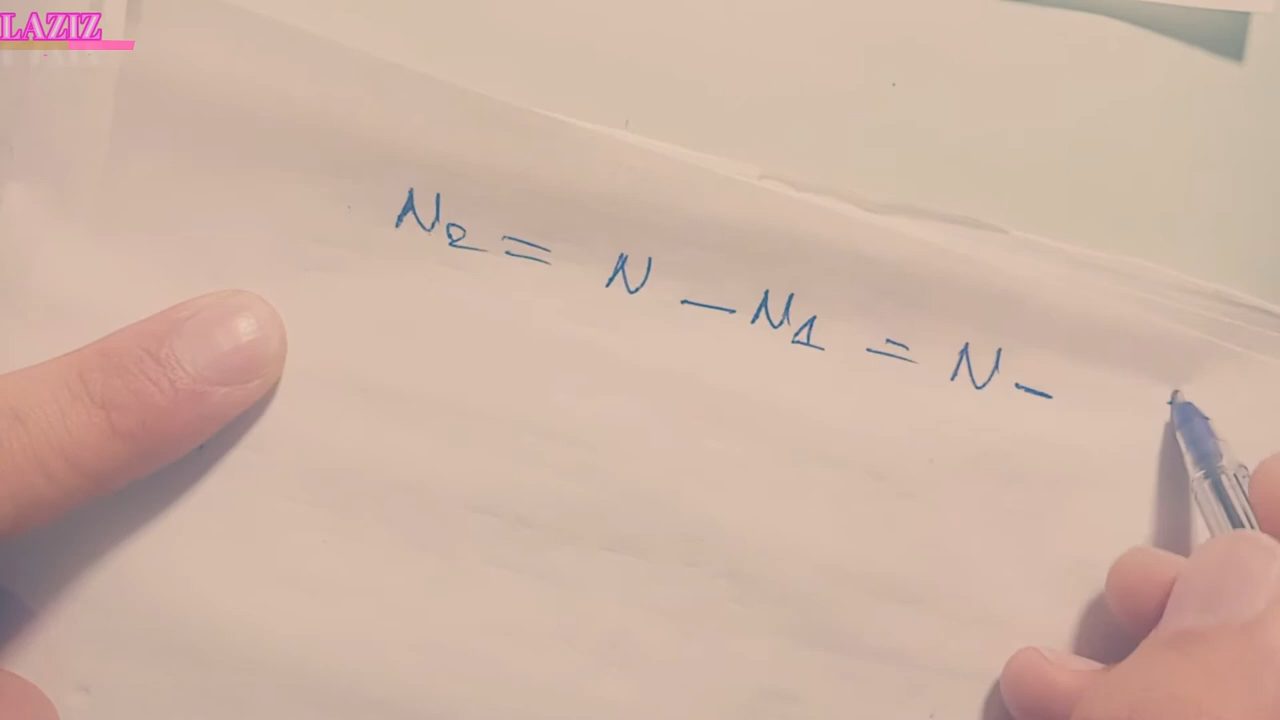 LAZIZ
N₂ = N - N₁ = N -